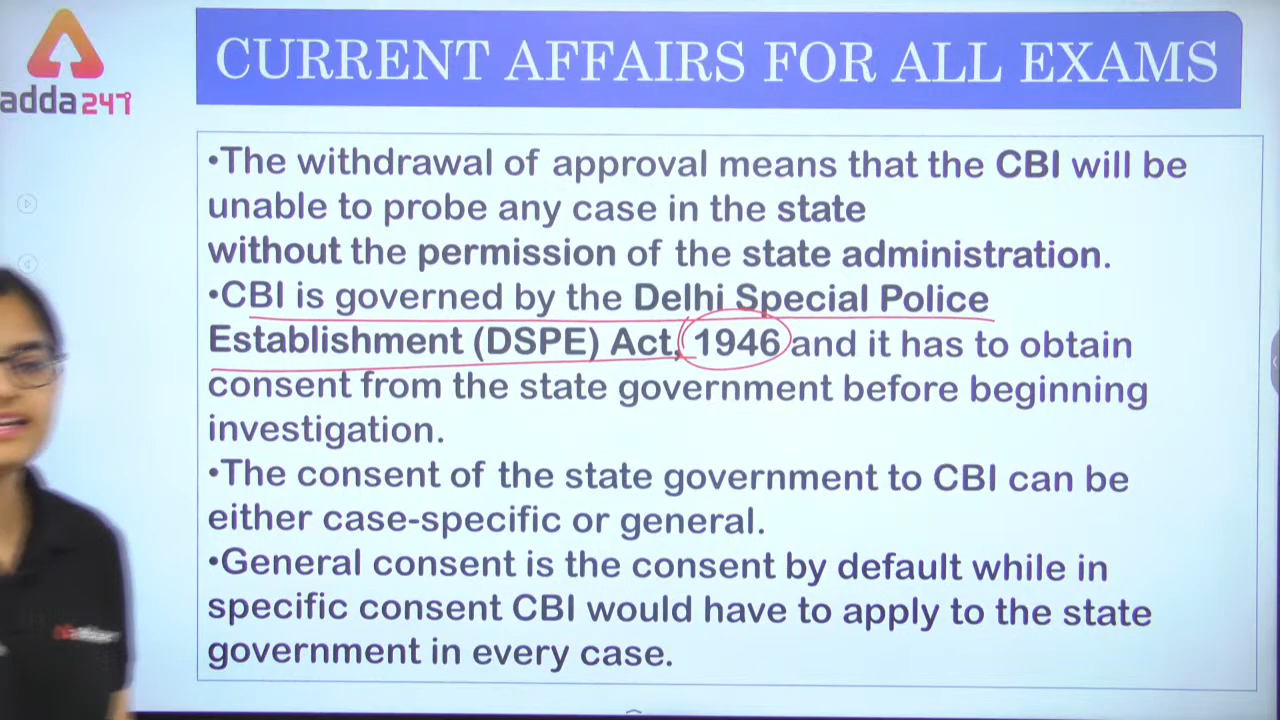 CURRENT AFFAIRS FOR ALL EXAMS
adda247
•The withdrawal of approval means that the CBI will be
unable to probe any case in the state
without the permission of the state administration.
•CBI is governed by the Delhi Special Police
Establishment (DSPE) Act, 1946 and it has to obtain
consent from the state government before beginning
investigation.
•The consent of the state government to CBI can be
either case-specific or general.
•General consent is the consent by default while in
specific consent CBI would have to apply to the state
government in every case.